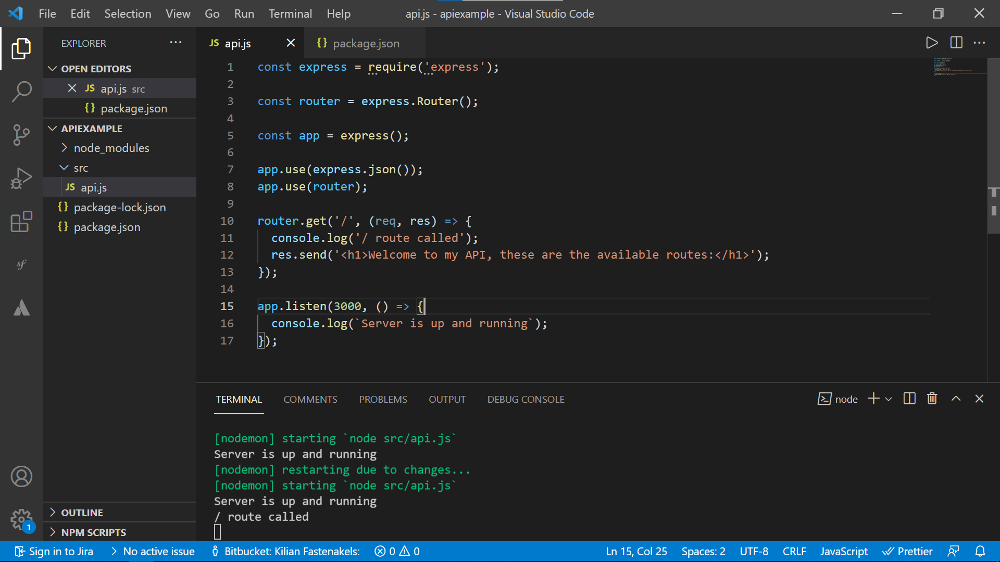 File Edit Selection View Go Run Terminal Help api.js - apiexample - Visual Studio Code
EXPLORER
OPEN EDITORS
JS api.js src
{} package.json
APIEXAMPLE
node_modules
src
JS api.js
{} package-lock.json
{} package.json
OUTLINE
NPM SCRIPTS
1
JS api.js
{} package.json
1 const express = require('express');
2
3 const router = express.Router();
4
5 const app = express();
6
7 app.use(express.json());
8 app.use(router);
9
10 router.get('/', (req, res) => {
11 console.log('/ route called');
12 res.send('<h1>Welcome to my API, these are the available routes:</h1>');
13 });
14
15 app.listen(3000, () => {
16 console.log(`Server is up and running`);
17 });
TERMINAL COMMENTS PROBLEMS OUTPUT DEBUG CONSOLE node
[nodemon] starting `node src/api.js`
Server is up and running
[nodemon] restarting due to changes...
[nodemon] starting `node src/api.js`
Server is up and running
/ route called
Sign in to Jira No active issue Bitbucket: Kilian Fastenakels: 0 0 Ln 15, Col 25 Spaces: 2 UTF-8 CRLF JavaScript Prettier